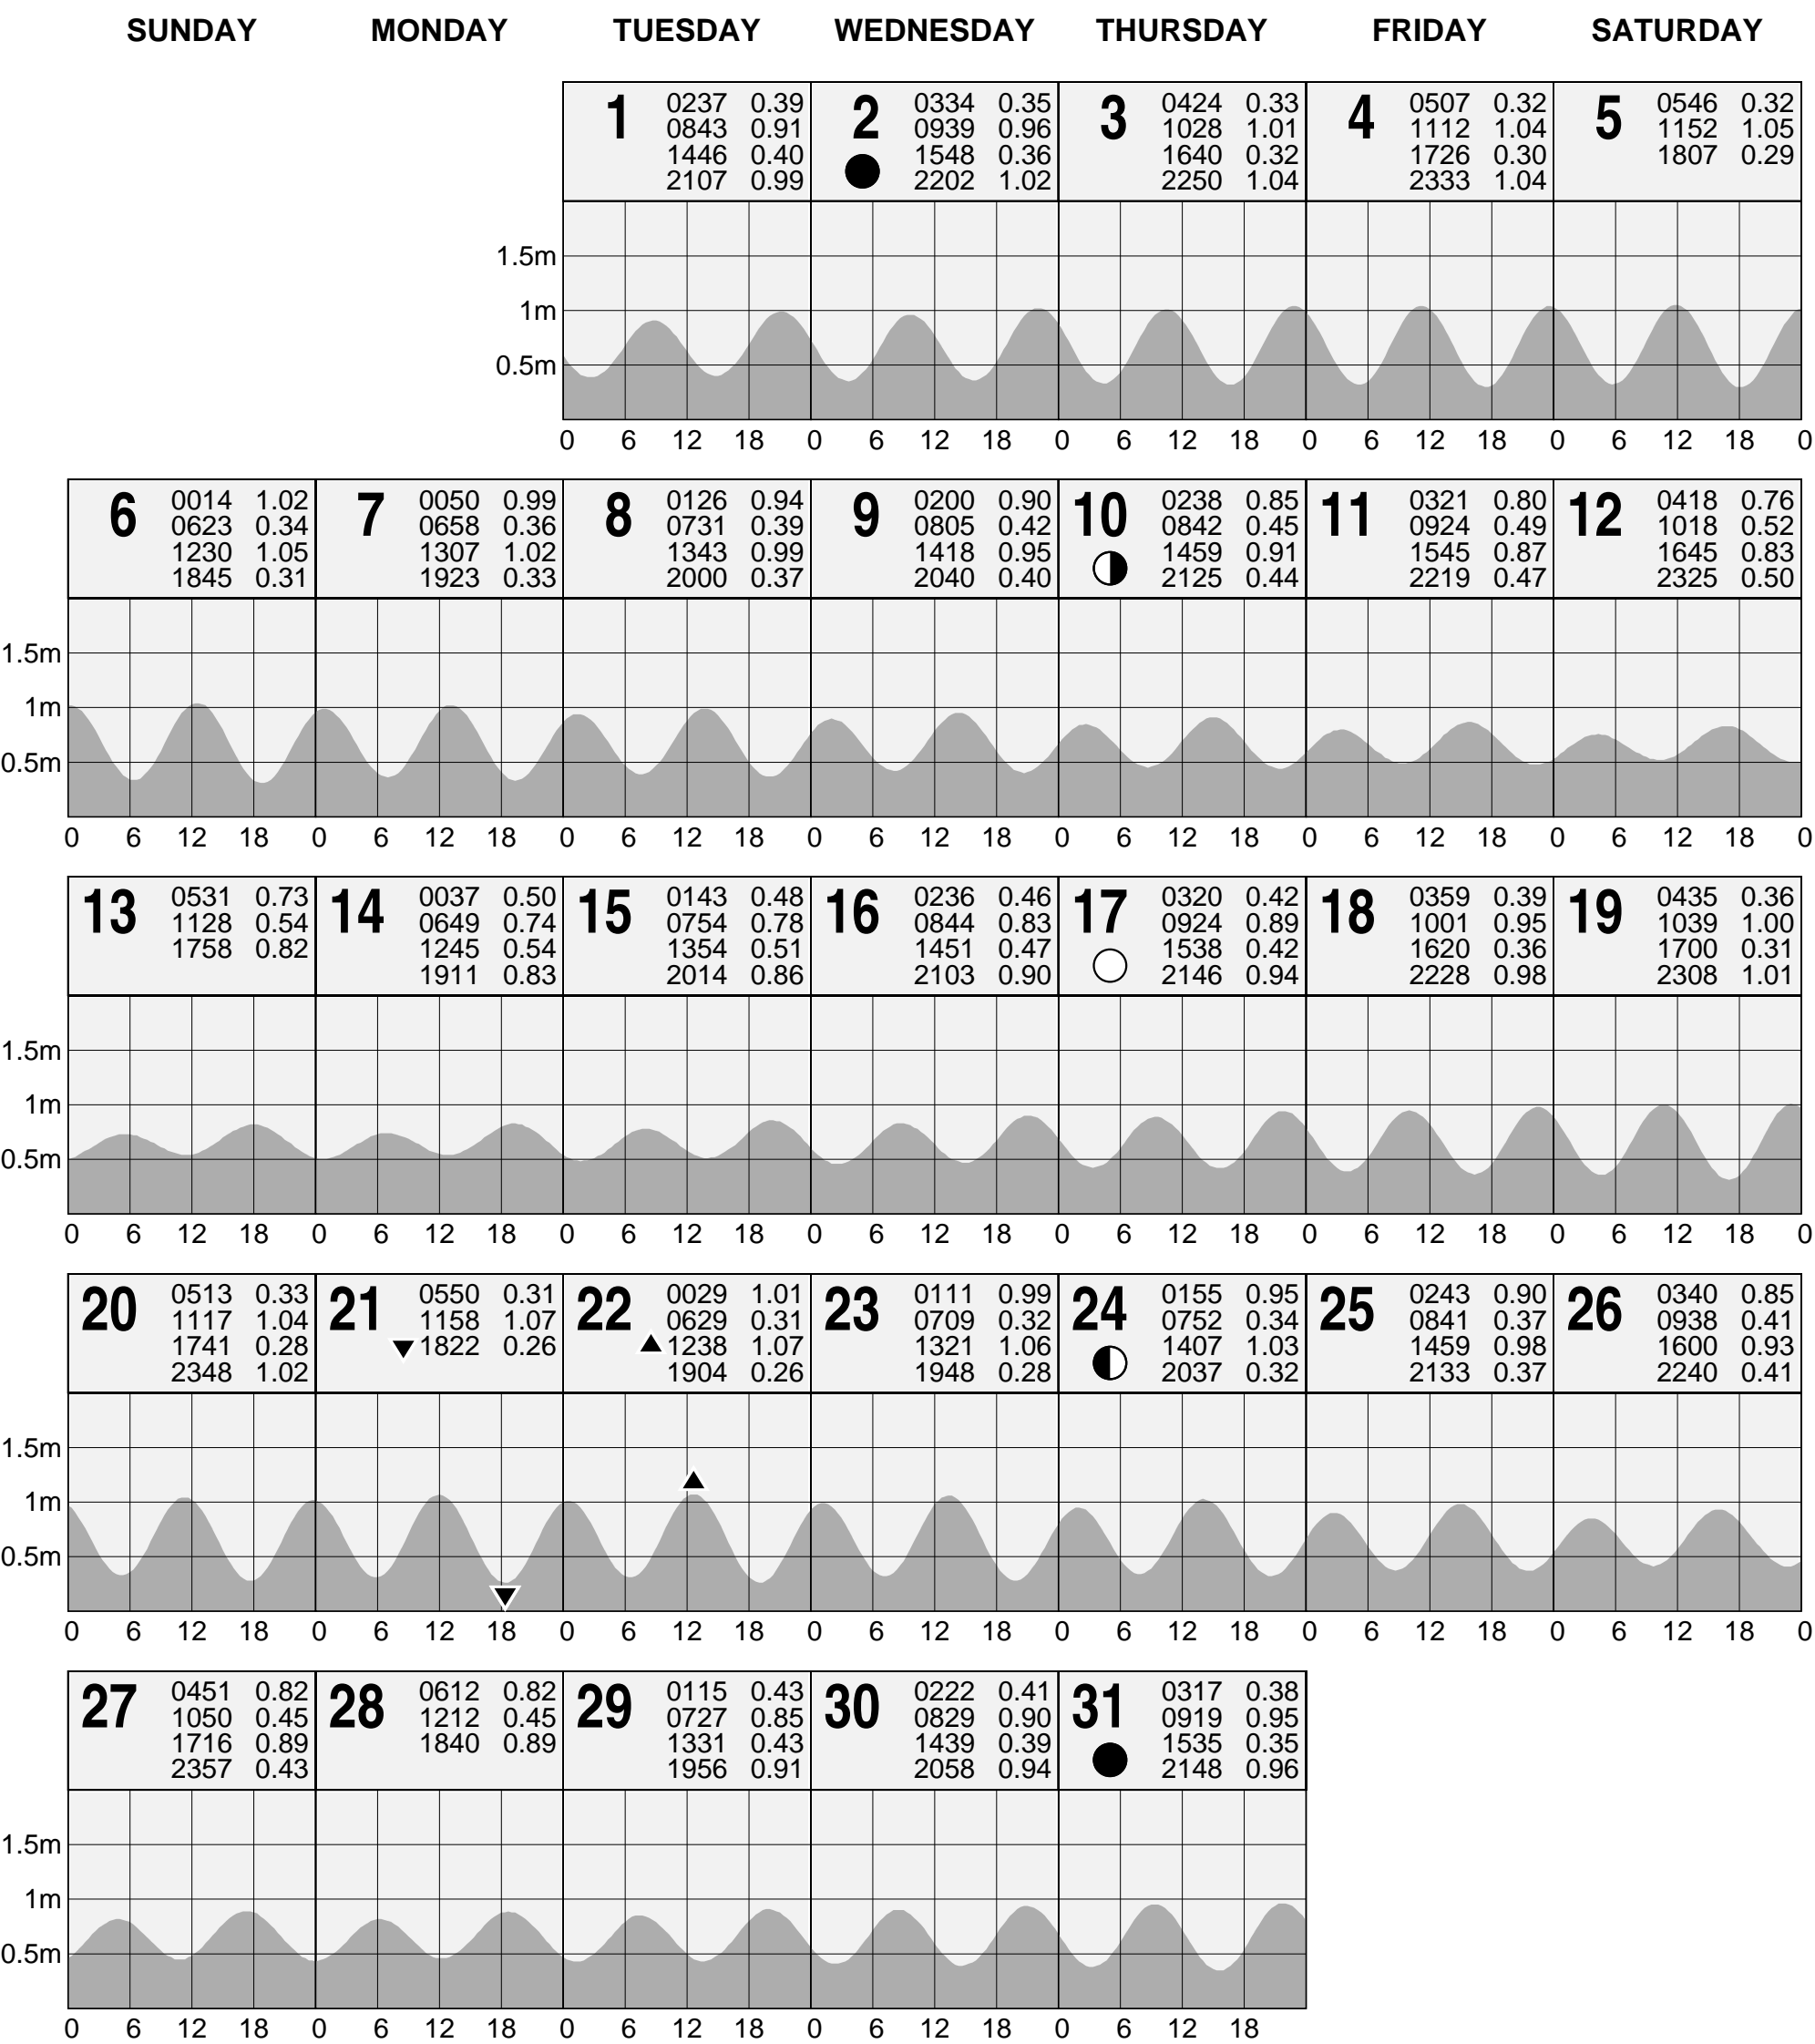 SUNDAY MONDAY TUESDAY WEDNESDAY THURSDAY FRIDAY SATURDAY
1 0237 0.39 2 0334 0.35 3 0424 0.33 4 0507 0.32 5 0546 0.32
0843 0.91 0939 0.96 1028 1.01 1112 1.04 1152 1.05
1446 0.40 1548 0.36 1640 0.32 1726 0.30 1807 0.29
2107 0.99 2202 1.02 2250 1.04 2333 1.04
1.5m
1m
0.5m
0 6 12 18 0 6 12 18 0 6 12 18 0 6 12 18 0 6 12 18 0
6 0014 1.02 7 0050 0.99 8 0126 0.94 9 0200 0.90 10 0238 0.85 11 0321 0.80 12 0418 0.76
0623 0.34 0658 0.36 0731 0.39 0805 0.42 0842 0.45 0924 0.49 1018 0.52
1230 1.05 1307 1.02 1343 0.99 1418 0.95 1459 0.91 1545 0.87 1645 0.83
1845 0.31 1923 0.33 2000 0.37 2040 0.40 2125 0.44 2219 0.47 2325 0.50
1.5m
1m
0.5m
0 6 12 18 0 6 12 18 0 6 12 18 0 6 12 18 0 6 12 18 0 6 12 18 0 6 12 18 0
13 0531 0.73 14 0037 0.50 15 0143 0.48 16 0236 0.46 17 0320 0.42 18 0359 0.39 19 0435 0.36
1128 0.54 0649 0.74 0754 0.78 0844 0.83 0924 0.89 1001 0.95 1039 1.00
1758 0.82 1245 0.54 1354 0.51 1451 0.47 1538 0.42 1620 0.36 1700 0.31
1911 0.83 2014 0.86 2103 0.90 2146 0.94 2228 0.98 2308 1.01
1.5m
1m
0.5m
0 6 12 18 0 6 12 18 0 6 12 18 0 6 12 18 0 6 12 18 0 6 12 18 0 6 12 18 0
20 0513 0.33 21 0550 0.31 22 0029 1.01 23 0111 0.99 24 0155 0.95 25 0243 0.90 26 0340 0.85
1117 1.04 1158 1.07 0629 0.31 0709 0.32 0752 0.34 0841 0.37 0938 0.41
1741 0.28 1822 0.26 1238 1.07 1321 1.06 1407 1.03 1459 0.98 1600 0.93
2348 1.02 1904 0.26 1948 0.28 2037 0.32 2133 0.37 2240 0.41
1.5m
1m
0.5m
0 6 12 18 0 6 12 18 0 6 12 18 0 6 12 18 0 6 12 18 0 6 12 18 0 6 12 18 0
27 0451 0.82 28 0612 0.82 29 0115 0.43 30 0222 0.41 31 0317 0.38
1050 0.45 1212 0.45 0727 0.85 0829 0.90 0919 0.95
1716 0.89 1840 0.89 1331 0.43 1439 0.39 1535 0.35
2357 0.43 1956 0.91 2058 0.94 2148 0.96
1.5m
1m
0.5m
0 6 12 18 0 6 12 18 0 6 12 18 0 6 12 18 0 6 12 18